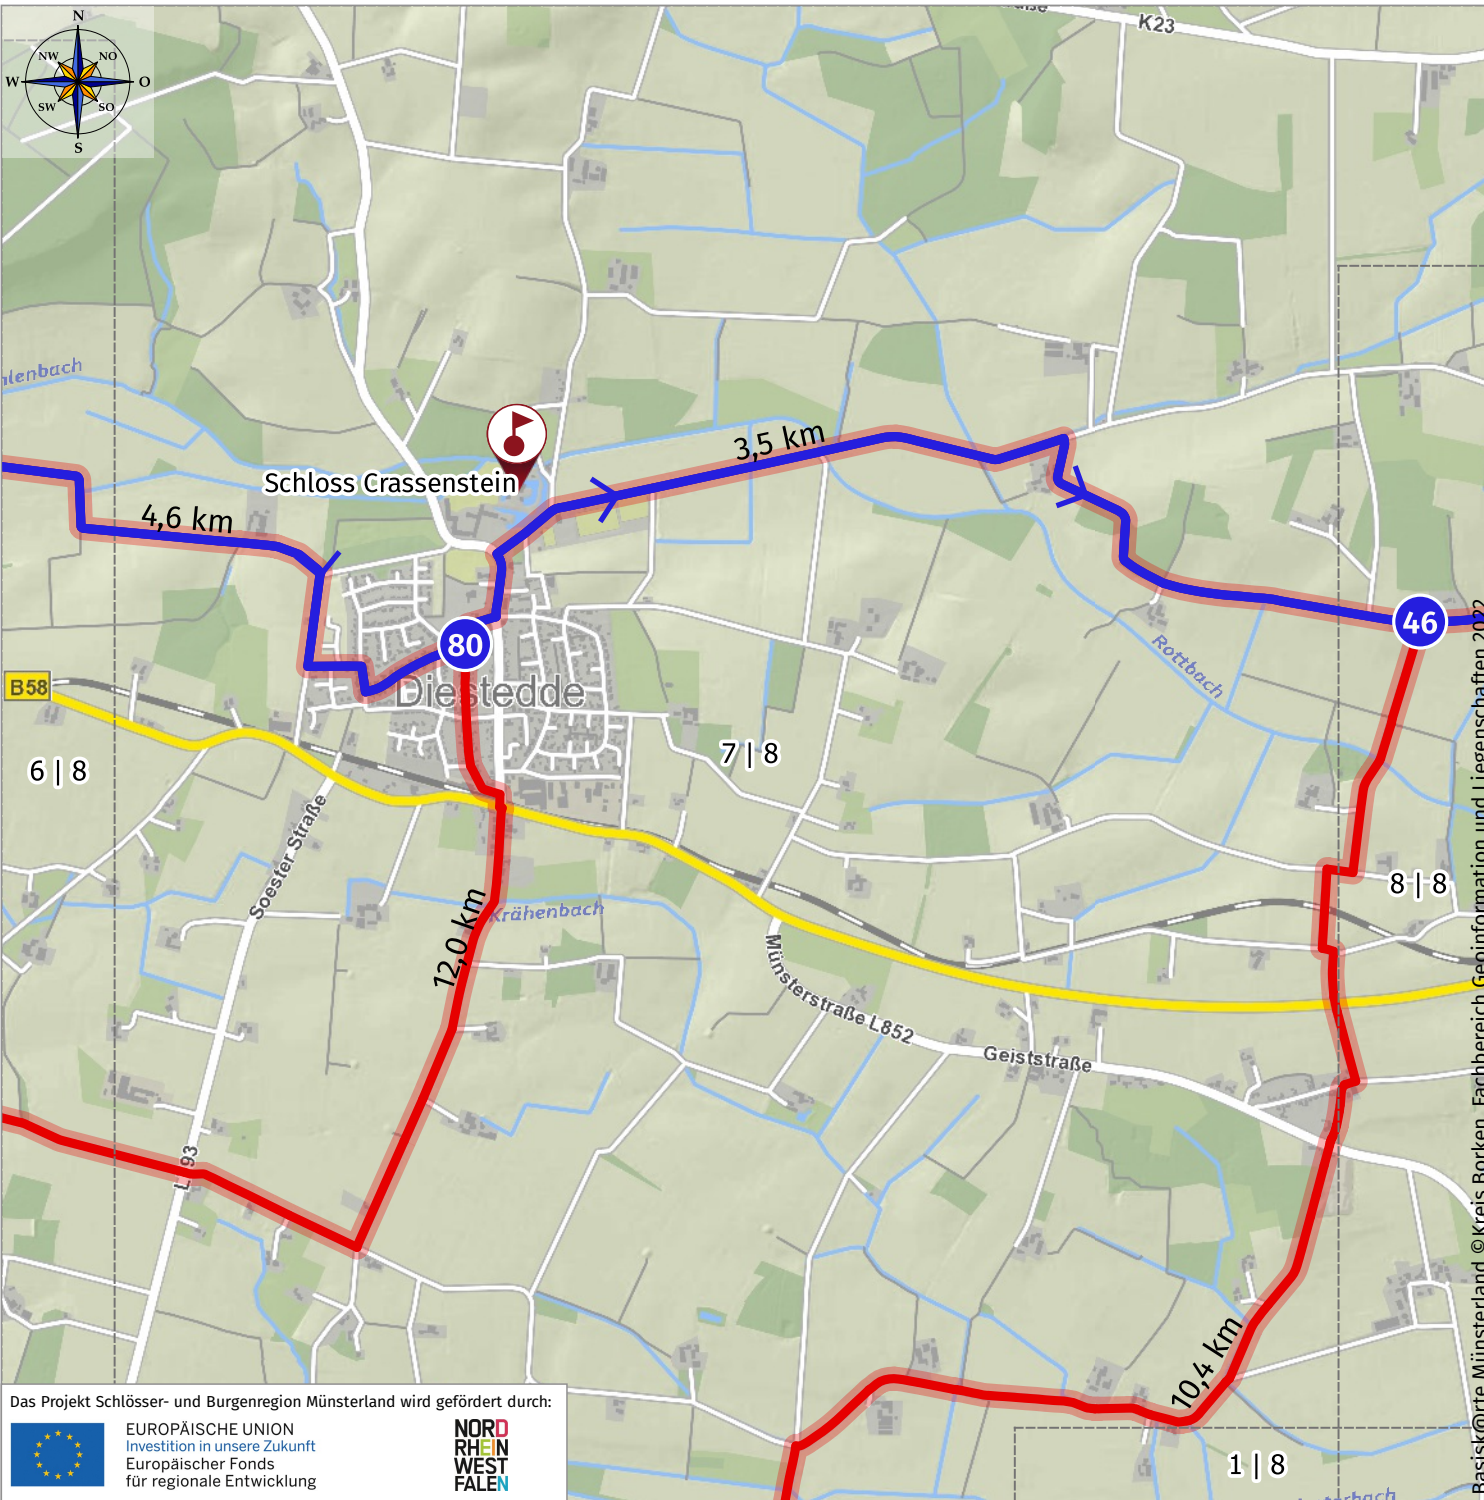 N
NW
NO
W
O
SW
SO
S
K23
Schloss Crassenstein
3,5 km
4,6 km
80
46
Diestedde
Rottbach
B58
6 | 8
7 | 8
8 | 8
Soester Straße
12,0 km
Krähenbach
Münsterstraße L852
Geiststraße
10,4 km
1 | 8
Basisk@rte Münsterland ©Kreis Borken, Fachbereich Geoinformation und Liegenschaften 2022
Das Projekt Schlösser- und Burgenregion Münsterland wird gefördert durch:
EUROPÄISCHE UNION
Investition in unsere Zukunft
Europäischer Fonds
für regionale Entwicklung
NORD
RHEIN
WEST
FALEN